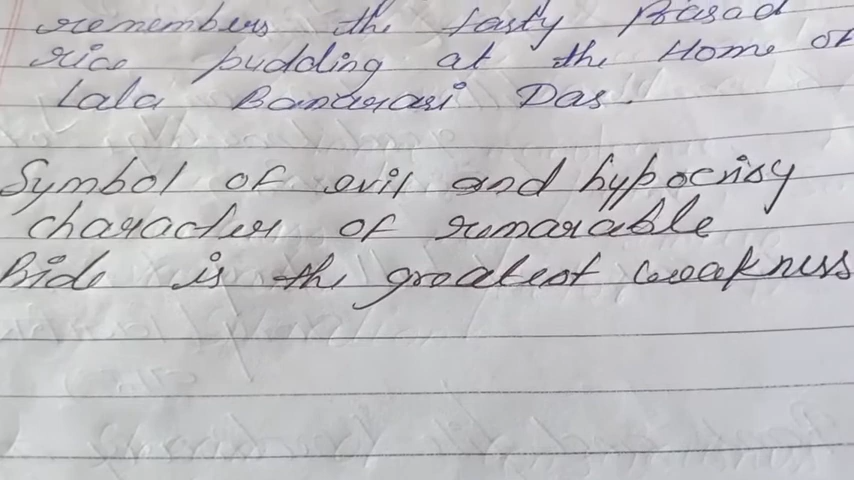 remembers the tasty Prasad
rice pudding at the Home of
Lala Banarasi Das.
Symbol of evil and hypocrisy
character of remarable
Bide is the greatest weakness